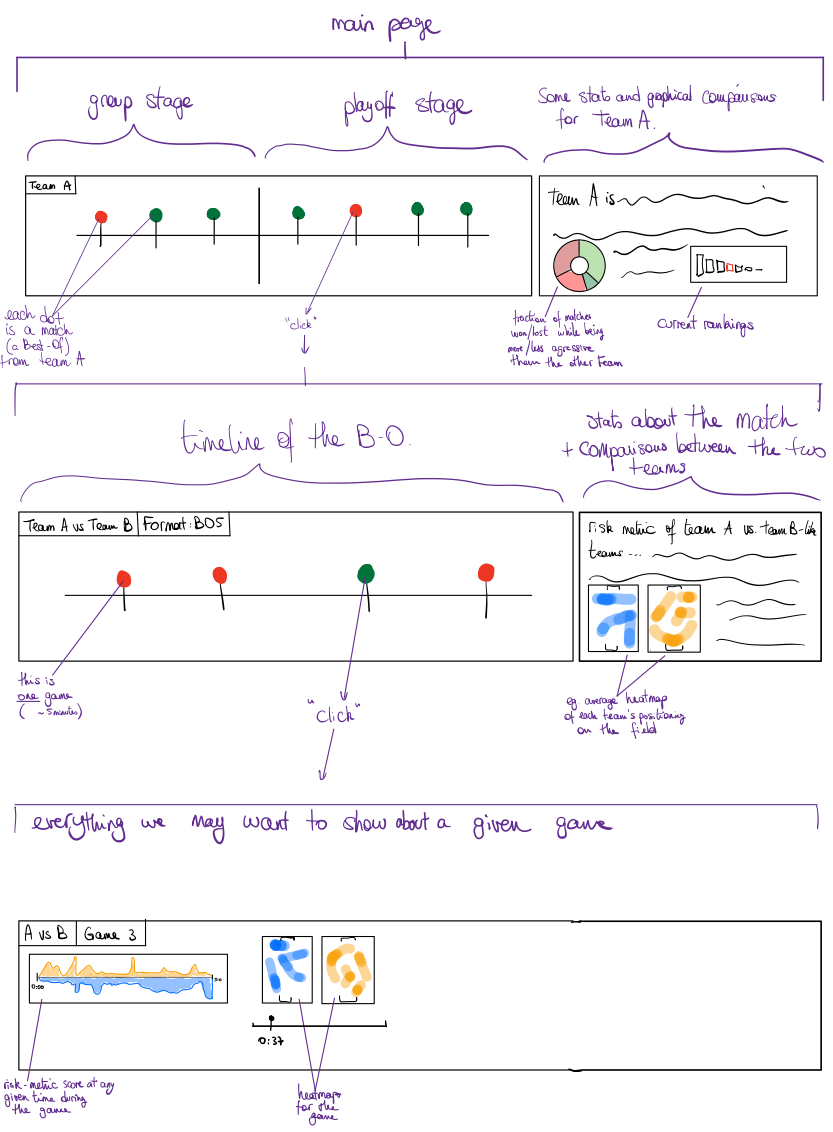 main page
group stage
playoff stage
Some stats and graphical comparisons
for Team A.
Team A
team A is
each dot
is a match
(a Best-Of)
from team A
"click"
fraction of matches
won/lost while being
more/less agressive
them the other Team
current rankings
timeline of the B-O.
stats about the match
+ comparisons between the two
teams
Team A vs Team B
Format: BO5
risk metric of team A vs. team B-like
teams ...
this is
one game
( ~5 minutes)
"click"
eg. average heatmap
of each team's positioning
on the field
everything we may want to show about a given game
A vs B
Game 3
0:00
0:37
risk-metric score at any
given time during
the game
heatmaps
for the
game